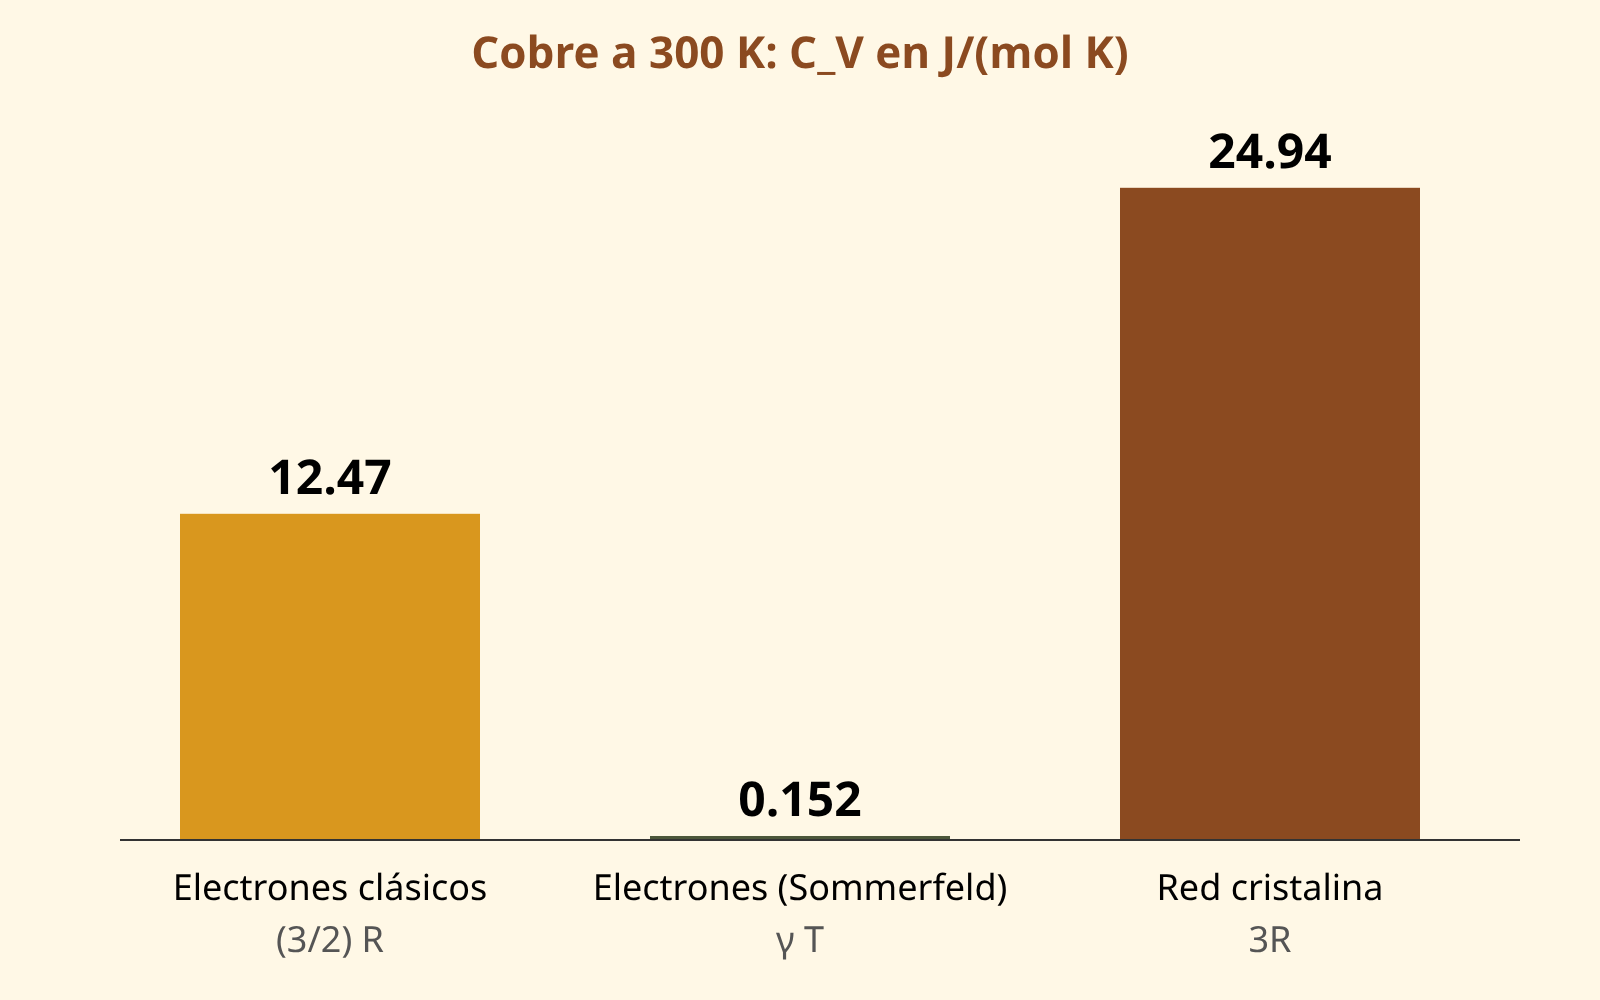 Cobre a 300 K: C_V en J/(mol K)
24.94
12.47
0.152
Electrones clásicos
Electrones (Sommerfeld)
Red cristalina
(3/2) R
γ T
3R